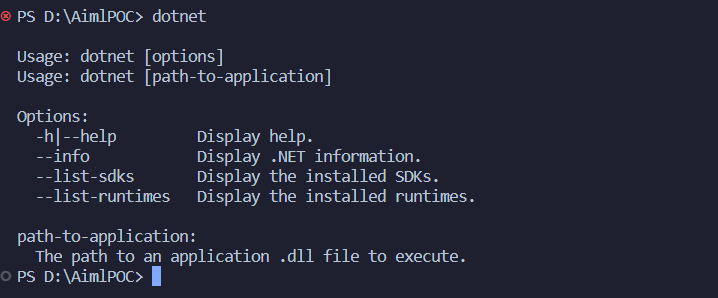 PS D:\AimlPOC> dotnet
Usage: dotnet [options]
Usage: dotnet [path-to-application]
Options:
-h|--help Display help.
--info Display .NET information.
--list-sdks Display the installed SDKs.
--list-runtimes Display the installed runtimes.
path-to-application:
The path to an application .dll file to execute.
PS D:\AimlPOC>